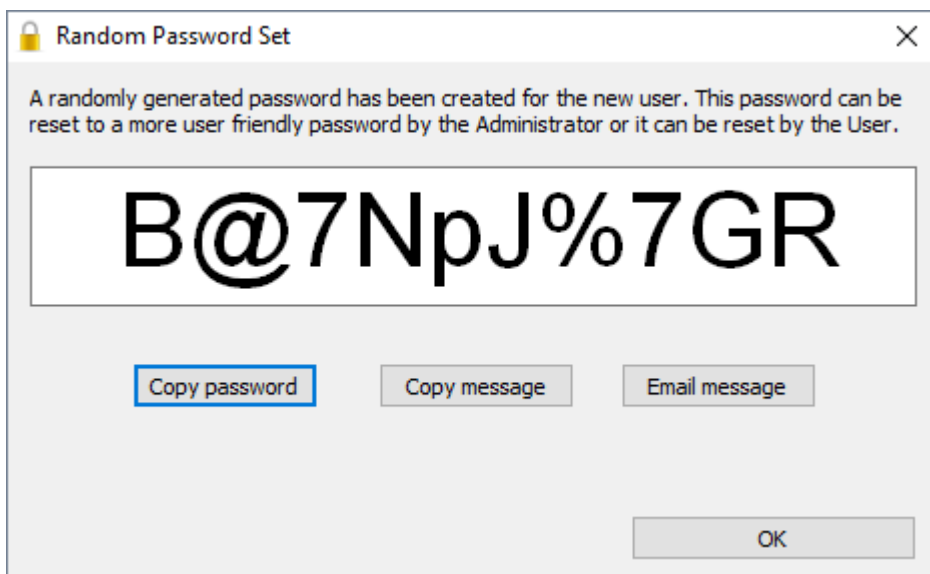 Random Password Set
A randomly generated password has been created for the new user. This password can be
reset to a more user friendly password by the Administrator or it can be reset by the User.
B@7NpJ%7GR
Copy password
Copy message
Email message
OK